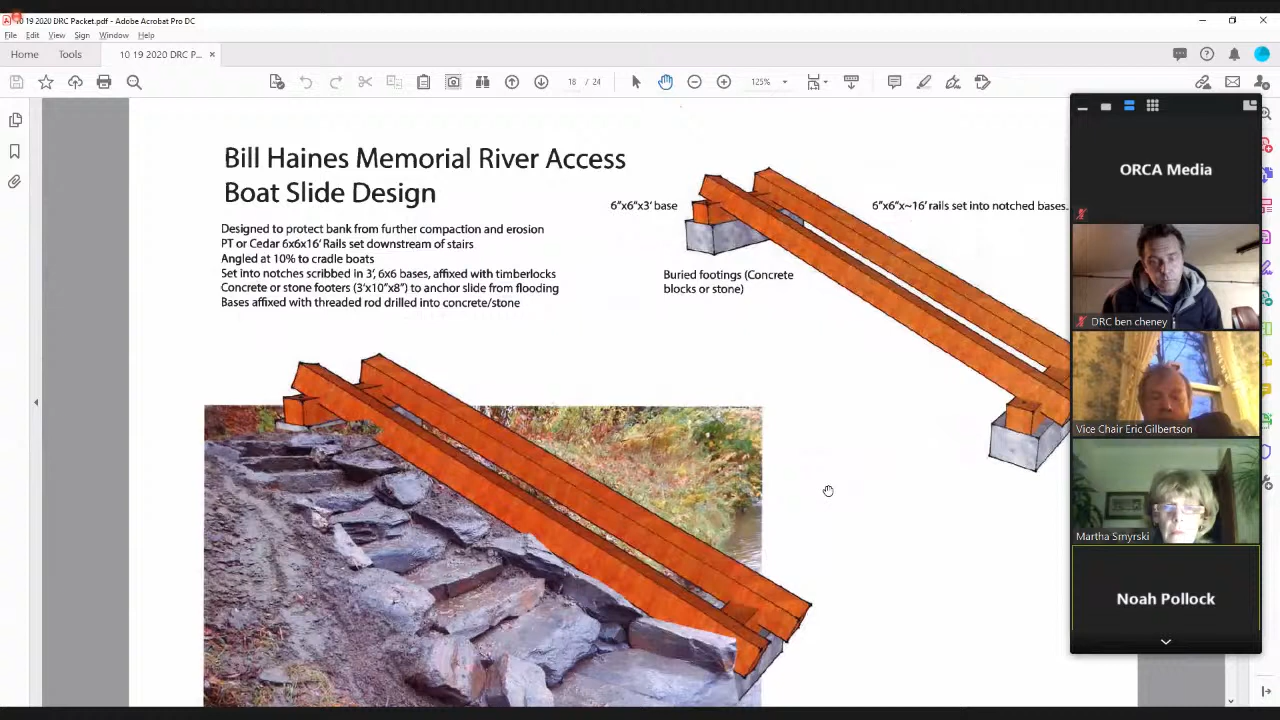 10 19 2020 DRC Packet.pdf - Adobe Acrobat Pro DC
File Edit View Sign Window Help
Home Tools 10 19 2020 DRC P... ×
18 / 24 125%
Bill Haines Memorial River Access
Boat Slide Design
Designed to protect bank from further compaction and erosion
PT or Cedar 6x6x16' Rails set downstream of stairs
Angled at 10% to cradle boats
Set into notches scribbed in 3', 6x6 bases, affixed with timberlocks
Concrete or stone footers (3'x10"x8") to anchor slide from flooding
Bases affixed with threaded rod drilled into concrete/stone
6"x6"x3' base
6"x6"x~16' rails set into notched bases.
Buried footings (Concrete
blocks or stone)
ORCA Media
DRC ben cheney
Vice Chair Eric Gilbertson
Martha Smyrski
Noah Pollock